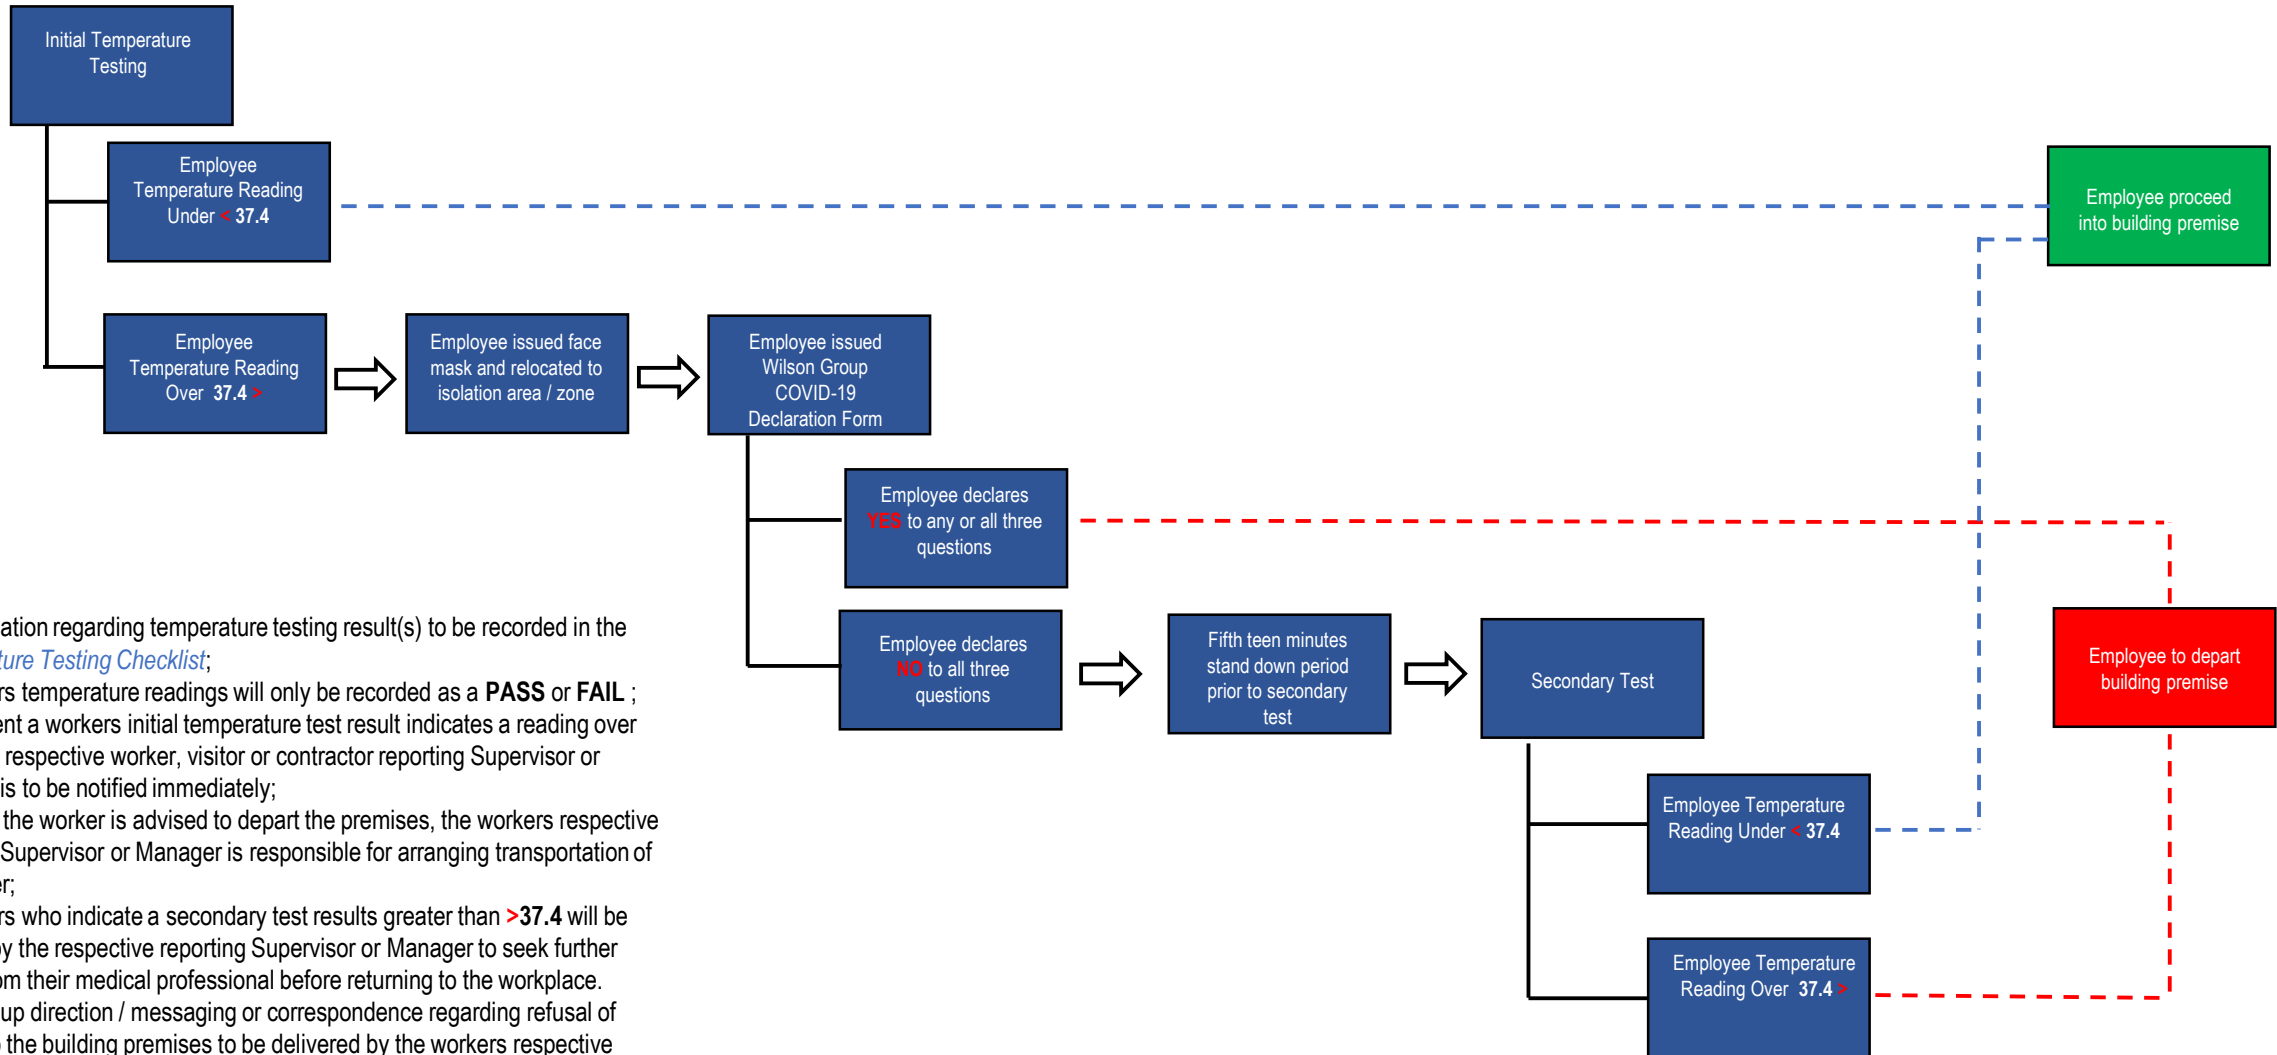 Initial Temperature
Testing
Employee
Temperature Reading
Under < 37.4
Employee proceed
into building premise
Employee
Temperature Reading
Over 37.4 >
Employee issued face
mask and relocated to
isolation area / zone
Employee issued
Wilson Group
COVID-19
Declaration Form
Employee declares
YES to any or all three
questions
Employee declares
NO to all three
questions
Fifth teen minutes
stand down period
prior to secondary
test
Secondary Test
Employee to depart
building premise
Employee Temperature
Reading Under < 37.4
Employee Temperature
Reading Over 37.4 >
regarding temperature testing result(s) to be recorded in the
Testing Checklist;
temperature readings will only be recorded as a PASS or FAIL ;
a workers initial temperature test result indicates a reading over
respective worker, visitor or contractor reporting Supervisor or
is to be notified immediately;
the worker is advised to depart the premises, the workers respective
Supervisor or Manager is responsible for arranging transportation of
who indicate a secondary test results greater than >37.4 will be
by the respective reporting Supervisor or Manager to seek further
their medical professional before returning to the workplace.
up direction / messaging or correspondence regarding refusal of
the building premises to be delivered by the workers respective